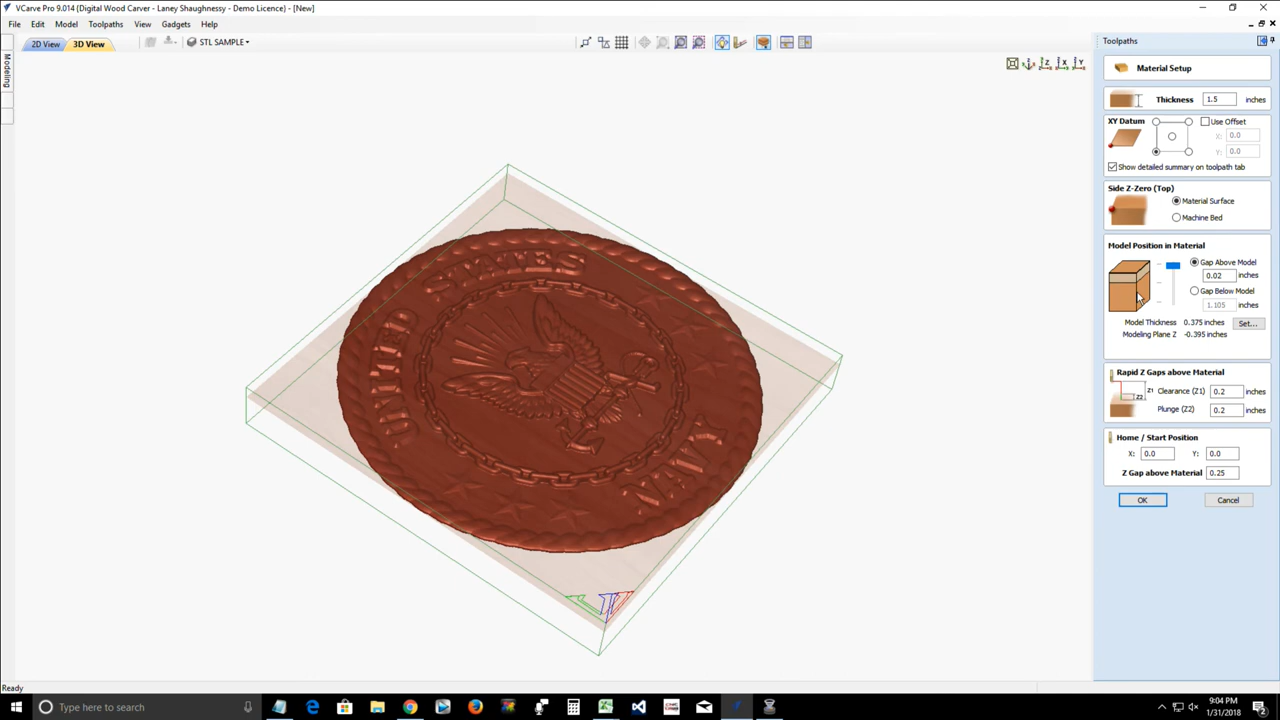 VCarve Pro 9.014 (Digital Wood Carver - Laney Shaughnessy - Demo Licence) - [New]
File Edit Model Toolpaths View Gadgets Help
2D View 3D View STL SAMPLE
Modeling
Z X Y
UNITED STATES
NAVY
Toolpaths
Material Setup
Thickness 1.5 inches
XY Datum Use Offset
X: 0.0
Y: 0.0
Show detailed summary on toolpath tab
Side Z-Zero (Top)
Material Surface
Machine Bed
Model Position in Material
Gap Above Model
0.02 inches
Gap Below Model
1.105 inches
Model Thickness 0.375 inches Set...
Modeling Plane Z -0.395 inches
Rapid Z Gaps above Material
Z1 Clearance (Z1) 0.2 inches
Z2 Plunge (Z2) 0.2 inches
Home / Start Position
X: 0.0 Y: 0.0
Z Gap above Material 0.25
OK Cancel
Ready
Type here to search
9:04 PM
1/31/2018
2